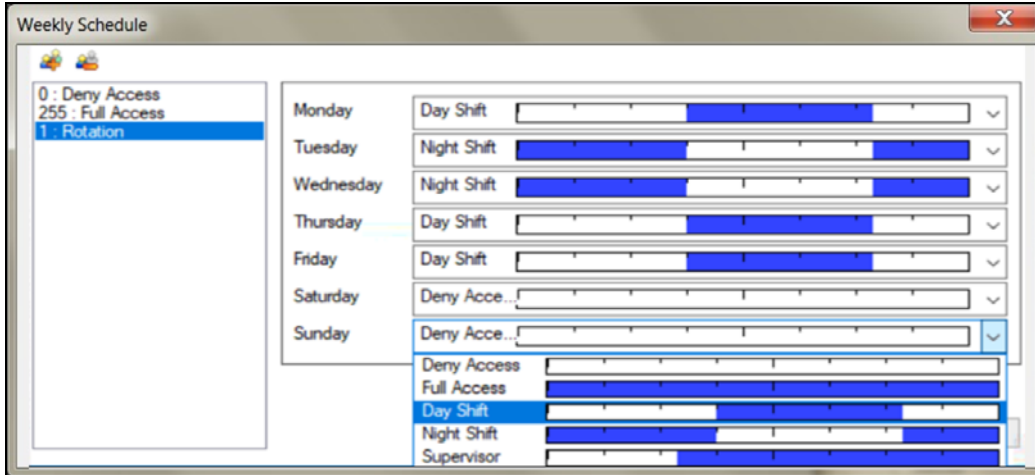 Weekly Schedule
0 : Deny Access
255 : Full Access
1 : Rotation
Monday Day Shift
Tuesday Night Shift
Wednesday Night Shift
Thursday Day Shift
Friday Day Shift
Saturday Deny Acce...
Sunday Deny Acce...
Deny Access
Full Access
Day Shift
Night Shift
Supervisor